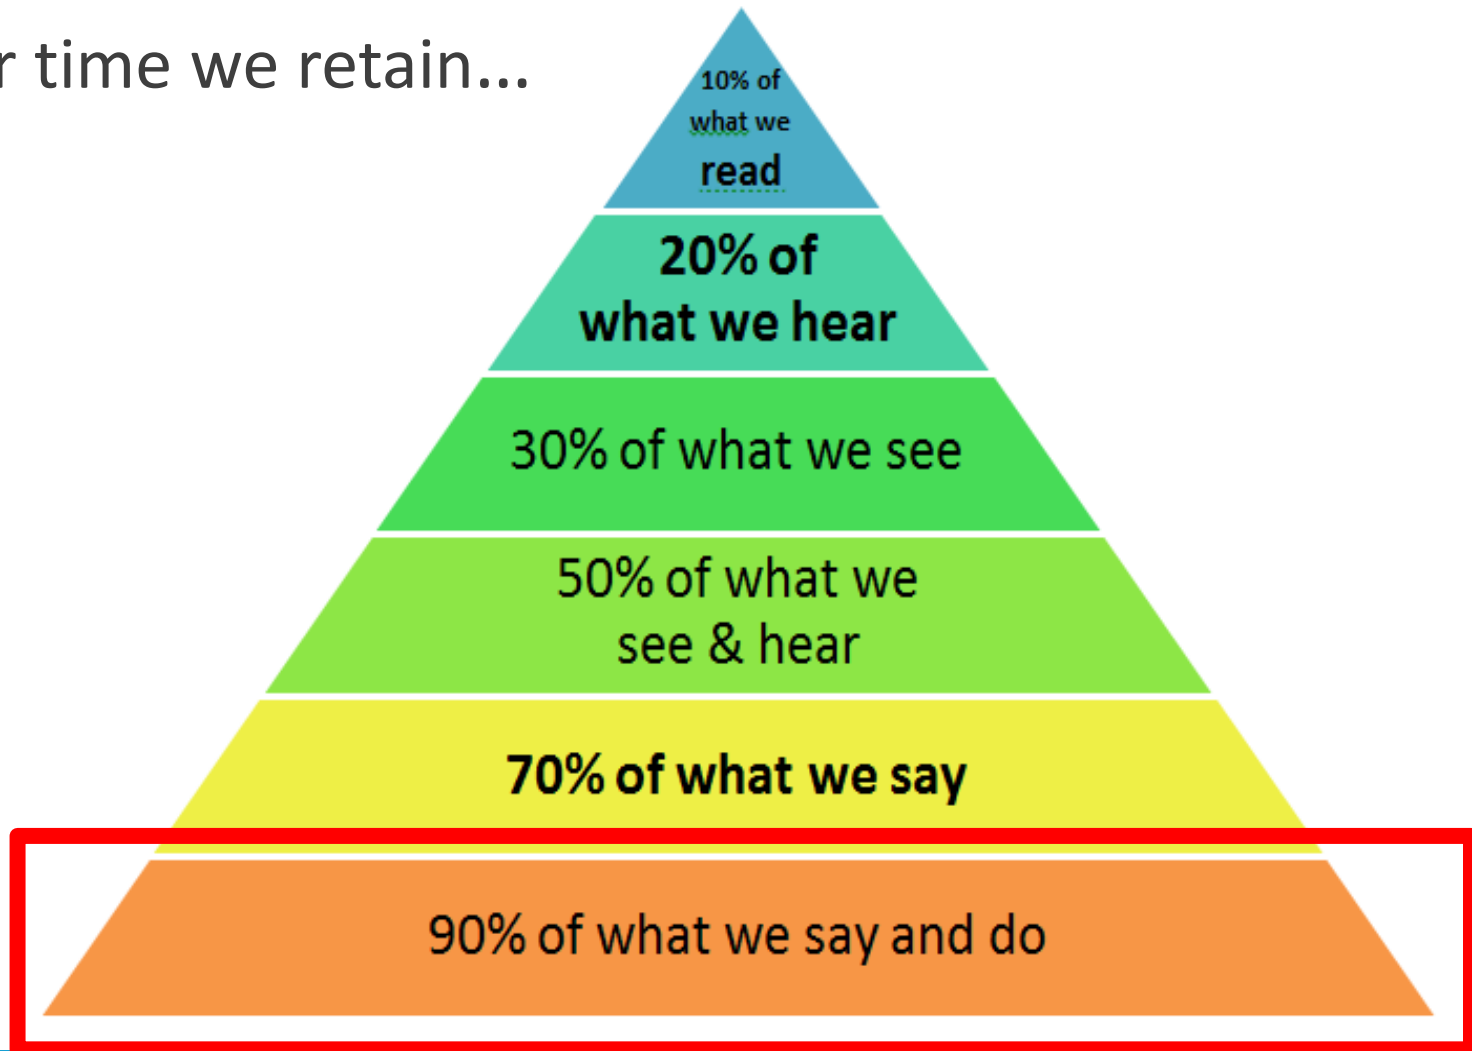 r time we retain...
10% of
what we
read
20% of
what we hear
30% of what we see
50% of what we
see & hear
70% of what we say
90% of what we say and do